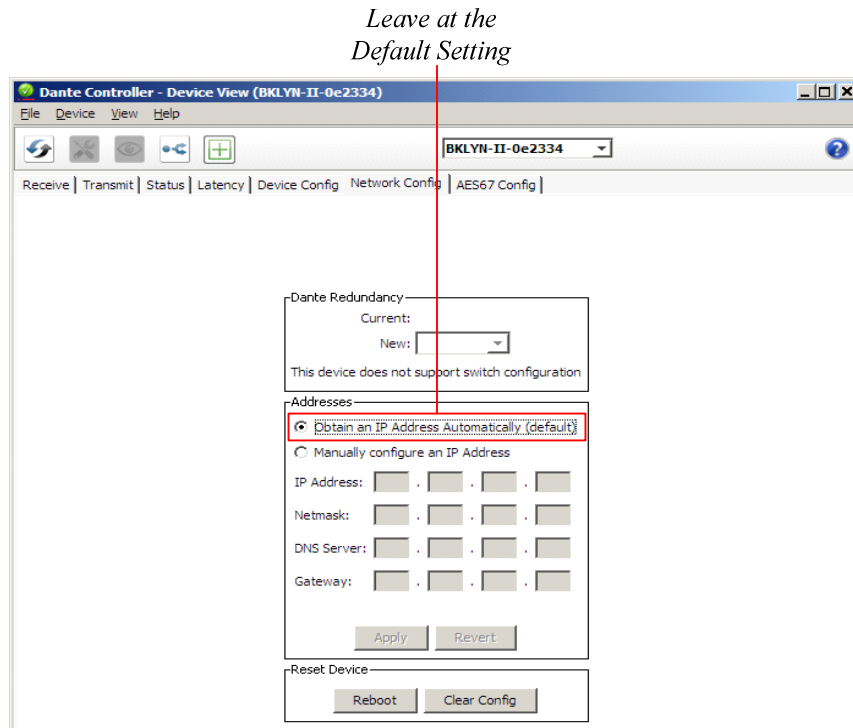 Leave at the
Default Setting
Dante Controller - Device View (BKLYN-II-0e2334)
File Device View Help
BKLYN-II-0e2334
Receive Transmit Status Latency Device Config Network Config AES67 Config
Dante Redundancy
Current:
New:
This device does not support switch configuration
Addresses
Obtain an IP Address Automatically (default)
Manually configure an IP Address
IP Address: . . .
Netmask: . . .
DNS Server: . . .
Gateway: . . .
Apply Revert
Reset Device
Reboot Clear Config